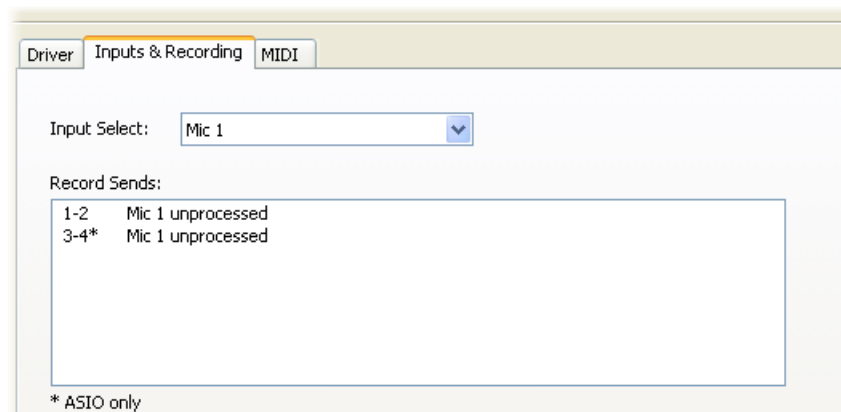 Driver Inputs & Recording MIDI
Input Select: Mic 1
Record Sends:
1-2 Mic 1 unprocessed
3-4* Mic 1 unprocessed
* ASIO only